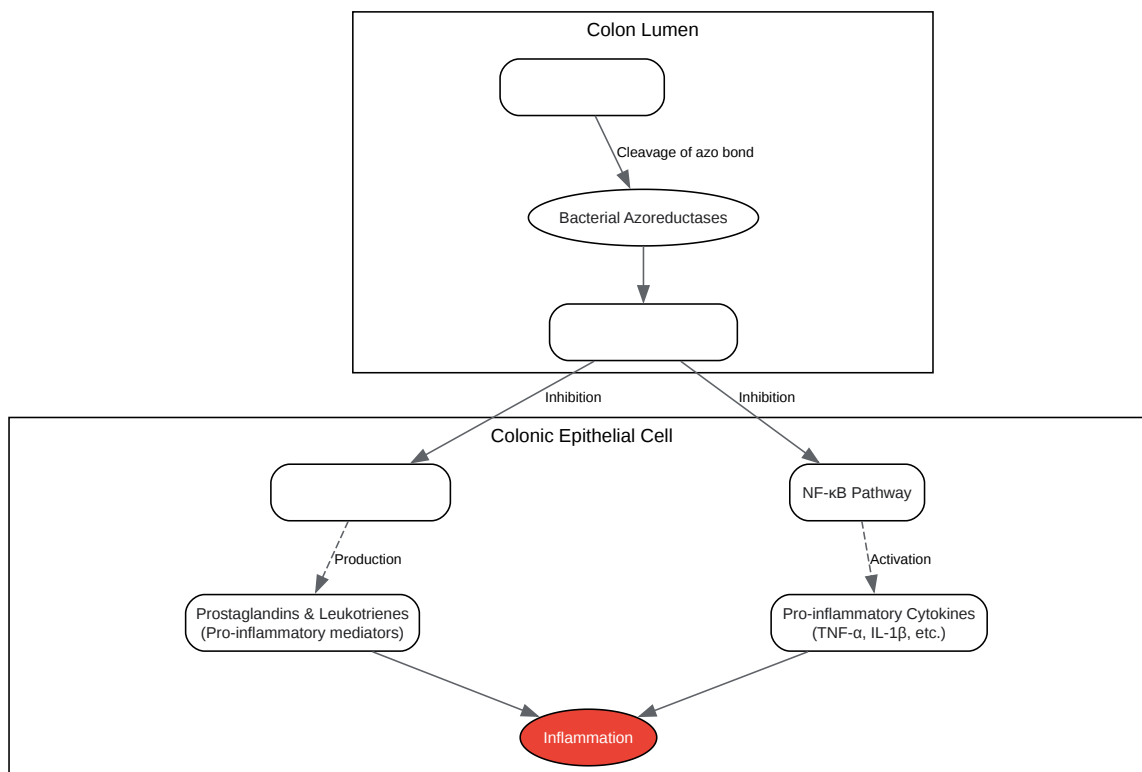 Colon Lumen
Cleavage of azo bond
Bacterial Azoreductases
Inhibition
Inhibition
Colonic Epithelial Cell
NF-κB Pathway
Production
Activation
Prostaglandins & Leukotrienes
(Pro-inflammatory mediators)
Pro-inflammatory Cytokines
(TNF-α, IL-1β, etc.)
Inflammation